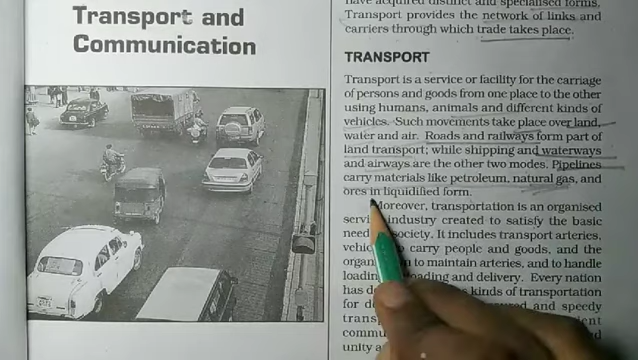 Transport and
Communication
have acquired distinct and specialised forms.
Transport provides the network of links and
carriers through which trade takes place.
TRANSPORT
Transport is a service or facility for the carriage
of persons and goods from one place to the other
using humans, animals and different kinds of
vehicles. Such movements take place over land,
water and air. Roads and railways form part of
land transport; while shipping and waterways
and airways are the other two modes. Pipelines
carry materials like petroleum, natural gas, and
ores in liquidified form.
Moreover, transportation is an organised
industry created to satisfy the basic
society. It includes transport arteries,
carry people and goods, and the
to maintain arteries, and to handle
and delivery. Every nation
kinds of transportation
and speedy